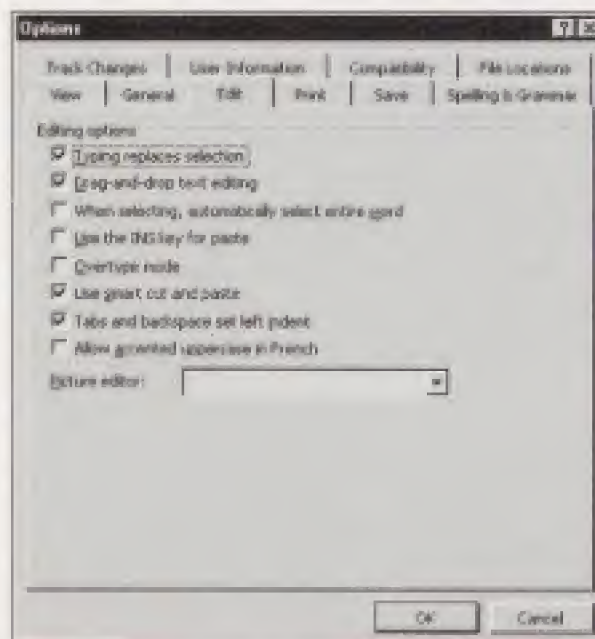 Options
Track Changes User Information Compatibility File Locations
View General Edit Print Save Spelling & Grammar
Editing options
Typing replaces selection
Drag-and-drop text editing
When selecting, automatically select entire word
Use the INS key for paste
Overtype mode
Use smart cut and paste
Tabs and backspace set left indent
Allow accented uppercase in French
Picture editor:
OK Cancel